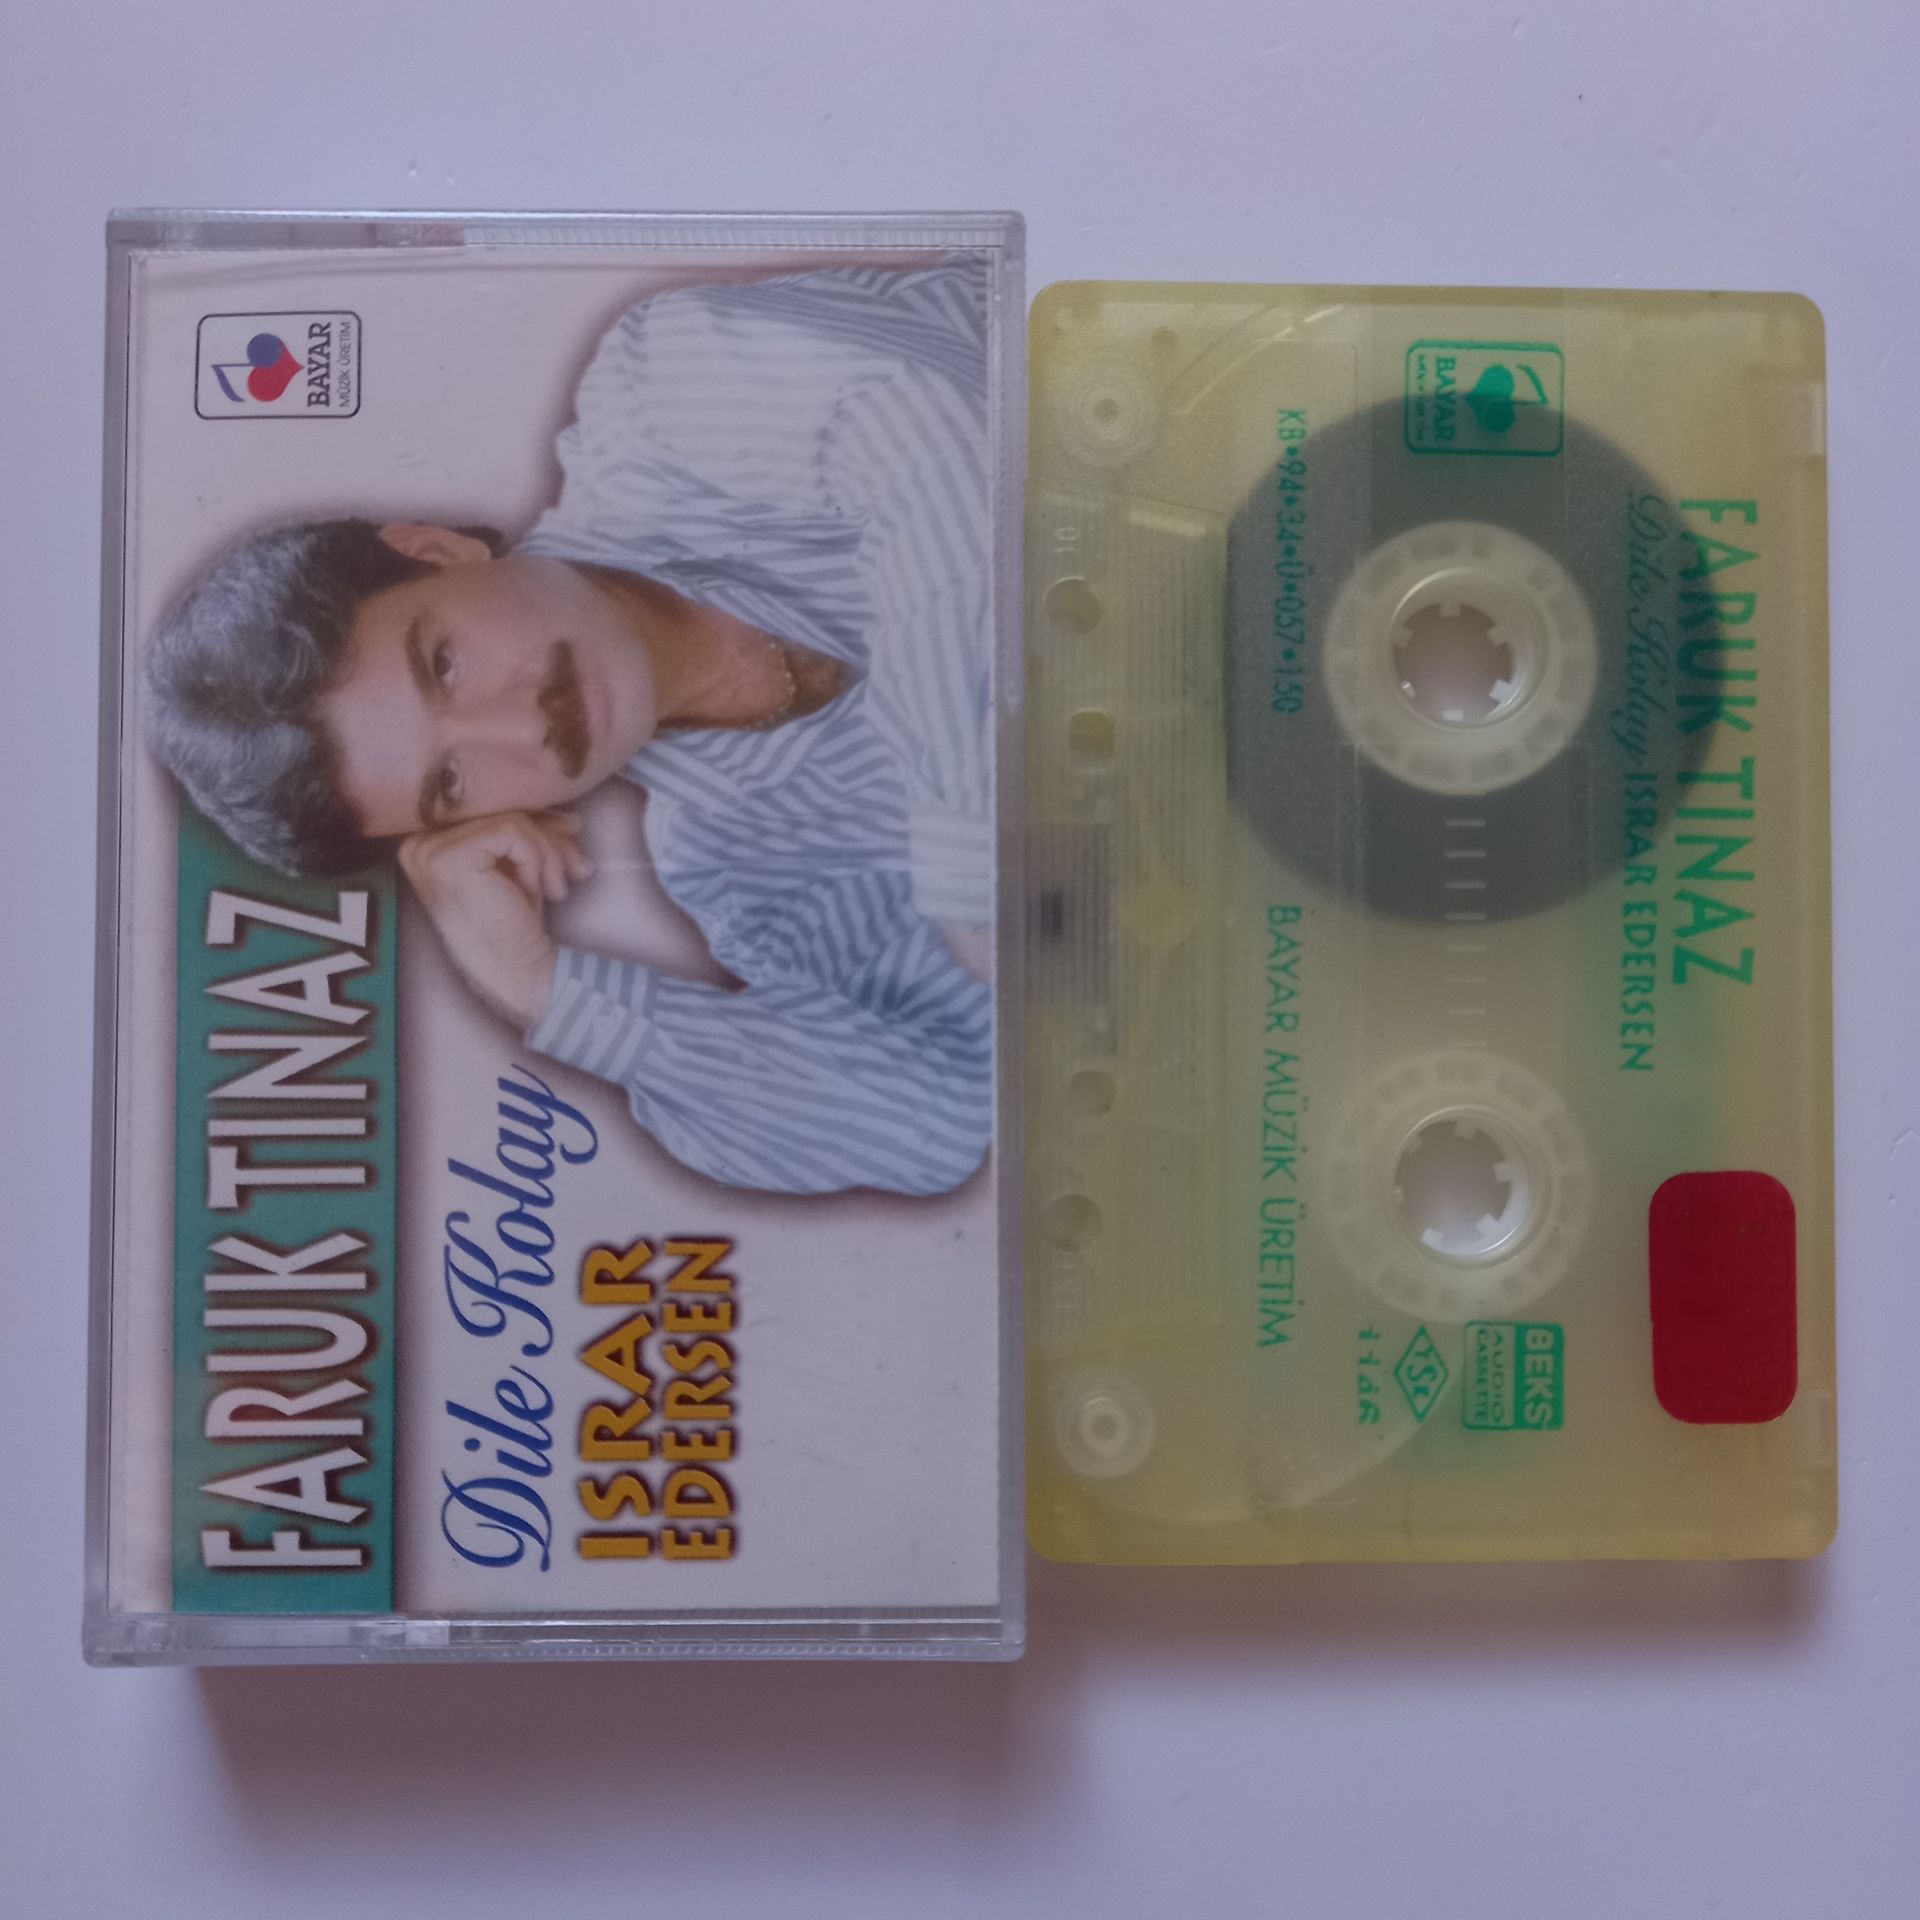 BAYAR
MÜZİK ÜRETİM
FARUK TINAZ
Dile Kolay
ISRAR
EDERSEN
BAYAR
FARUK TINAZ
Dile Kolay ISRAR EDERSEN
KB•94•34•Ü•057•150
BAYAR MÜZİK ÜRETİM
BEKS
AUDIO
CASSETTE
TSE